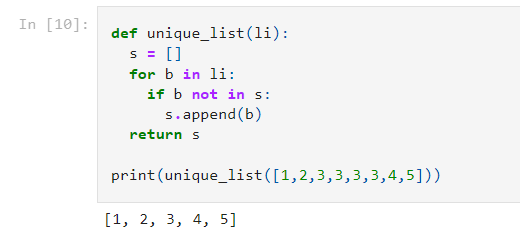 In [10]:
def unique_list(li):
  s = []
  for b in li:
    if b not in s:
      s.append(b)
  return s
print(unique_list([1,2,3,3,3,3,4,5]))
[1, 2, 3, 4, 5]